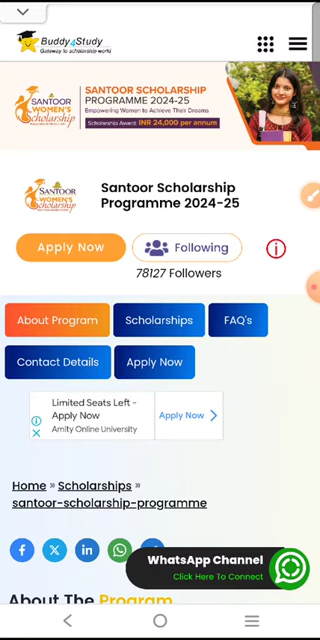 Buddy4Study
Gateway to scholarship world
SANTOOR
WOMEN'S
Scholarship
SANTOOR SCHOLARSHIP
PROGRAMME 2024-25
Empowering Women to Achieve Their Dreams
Scholarship Award: INR 24,000 per annum
SANTOOR
WOMEN'S
Scholarship
Santoor Scholarship
Programme 2024-25
Apply Now
Following
78127 Followers
About Program
Scholarships
FAQ's
Contact Details
Apply Now
Limited Seats Left -
Apply Now
Amity Online University
Apply Now
Home » Scholarships »
santoor-scholarship-programme
WhatsApp Channel
Click Here To Connect
About The Program